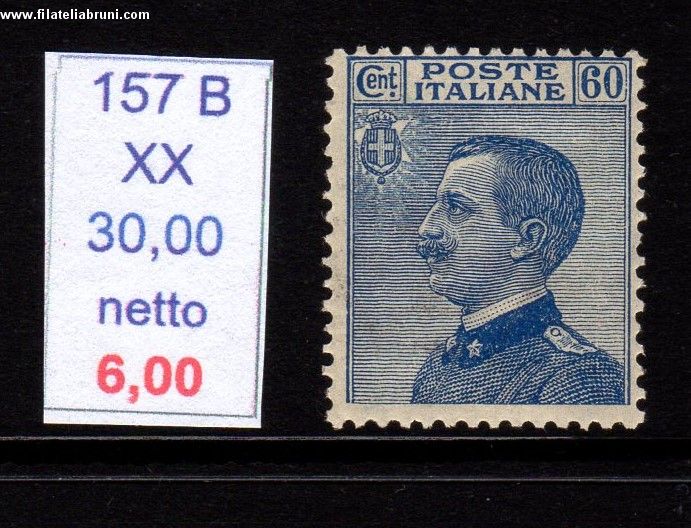 www.filateliabruni.com
157 B
XX
30,00
netto
6,00
Cent. POSTE ITALIANE 60